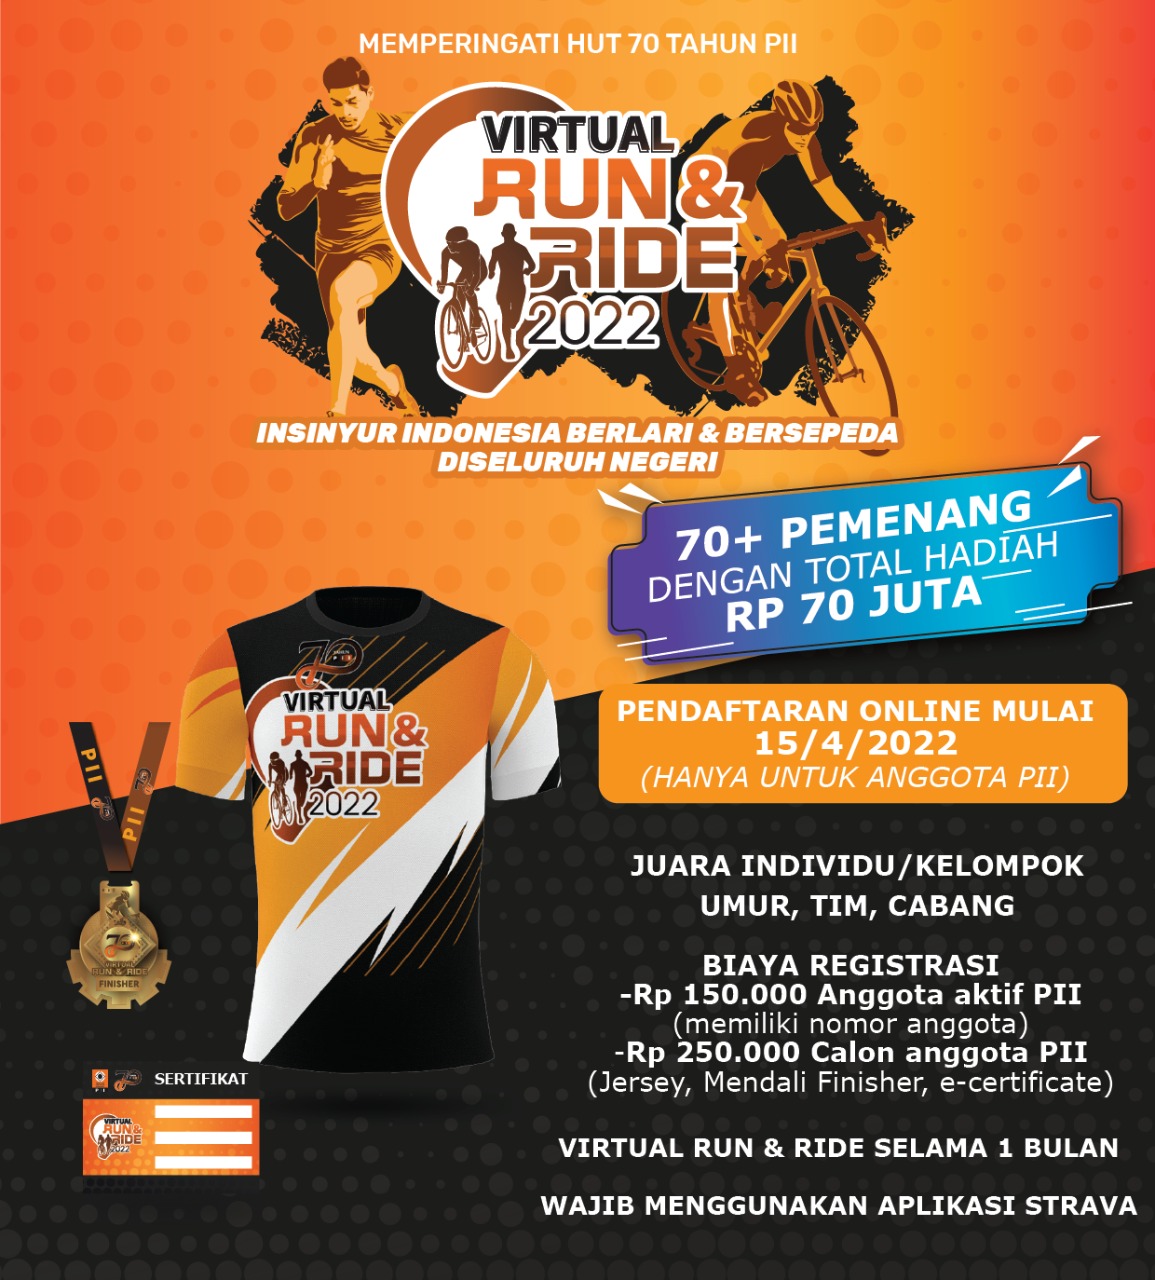 MEMPERINGATI HUT 70 TAHUN PII
VIRTUAL
RUN &
RIDE
2022
INSINYUR INDONESIA BERLARI & BERSEPEDA
DISELURUH NEGERI
70+ PEMENANG
DENGAN TOTAL HADIAH
RP 70 JUTA
PENDAFTARAN ONLINE MULAI
15/4/2022
(HANYA UNTUK ANGGOTA PII)
70
VIRTUAL
RUN &
RIDE
2022
PII
PII
VIRTUAL
RUN & RIDE
FINISHER
JUARA INDIVIDU/KELOMPOK
UMUR, TIM, CABANG
BIAYA REGISTRASI
-Rp 150.000 Anggota aktif PII
(memiliki nomor anggota)
-Rp 250.000 Calon anggota PII
(Jersey, Mendali Finisher, e-certificate)
SERTIFIKAT
VIRTUAL
RUN &
RIDE
2022
VIRTUAL RUN & RIDE SELAMA 1 BULAN
WAJIB MENGGUNAKAN APLIKASI STRAVA